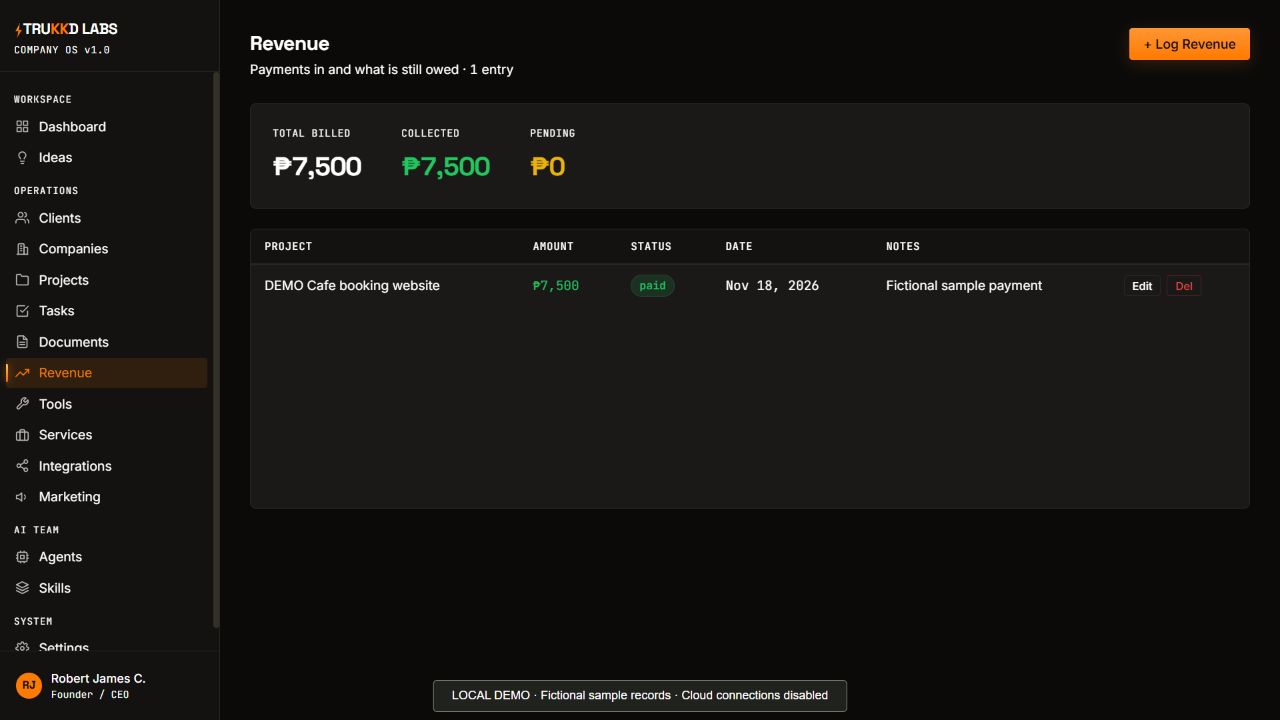 TRUKKD LABS
COMPANY OS v1.0
WORKSPACE
Dashboard
Ideas
OPERATIONS
Clients
Companies
Projects
Tasks
Documents
Revenue
Tools
Services
Integrations
Marketing
AI TEAM
Agents
Skills
SYSTEM
Settings
RJ
Robert James C.
Founder / CEO
Revenue
Payments in and what is still owed · 1 entry
+ Log Revenue
TOTAL BILLED COLLECTED PENDING
₱7,500 ₱7,500 ₱0
PROJECT AMOUNT STATUS DATE NOTES
DEMO Cafe booking website ₱7,500 paid Nov 18, 2026 Fictional sample payment Edit Del
LOCAL DEMO · Fictional sample records · Cloud connections disabled